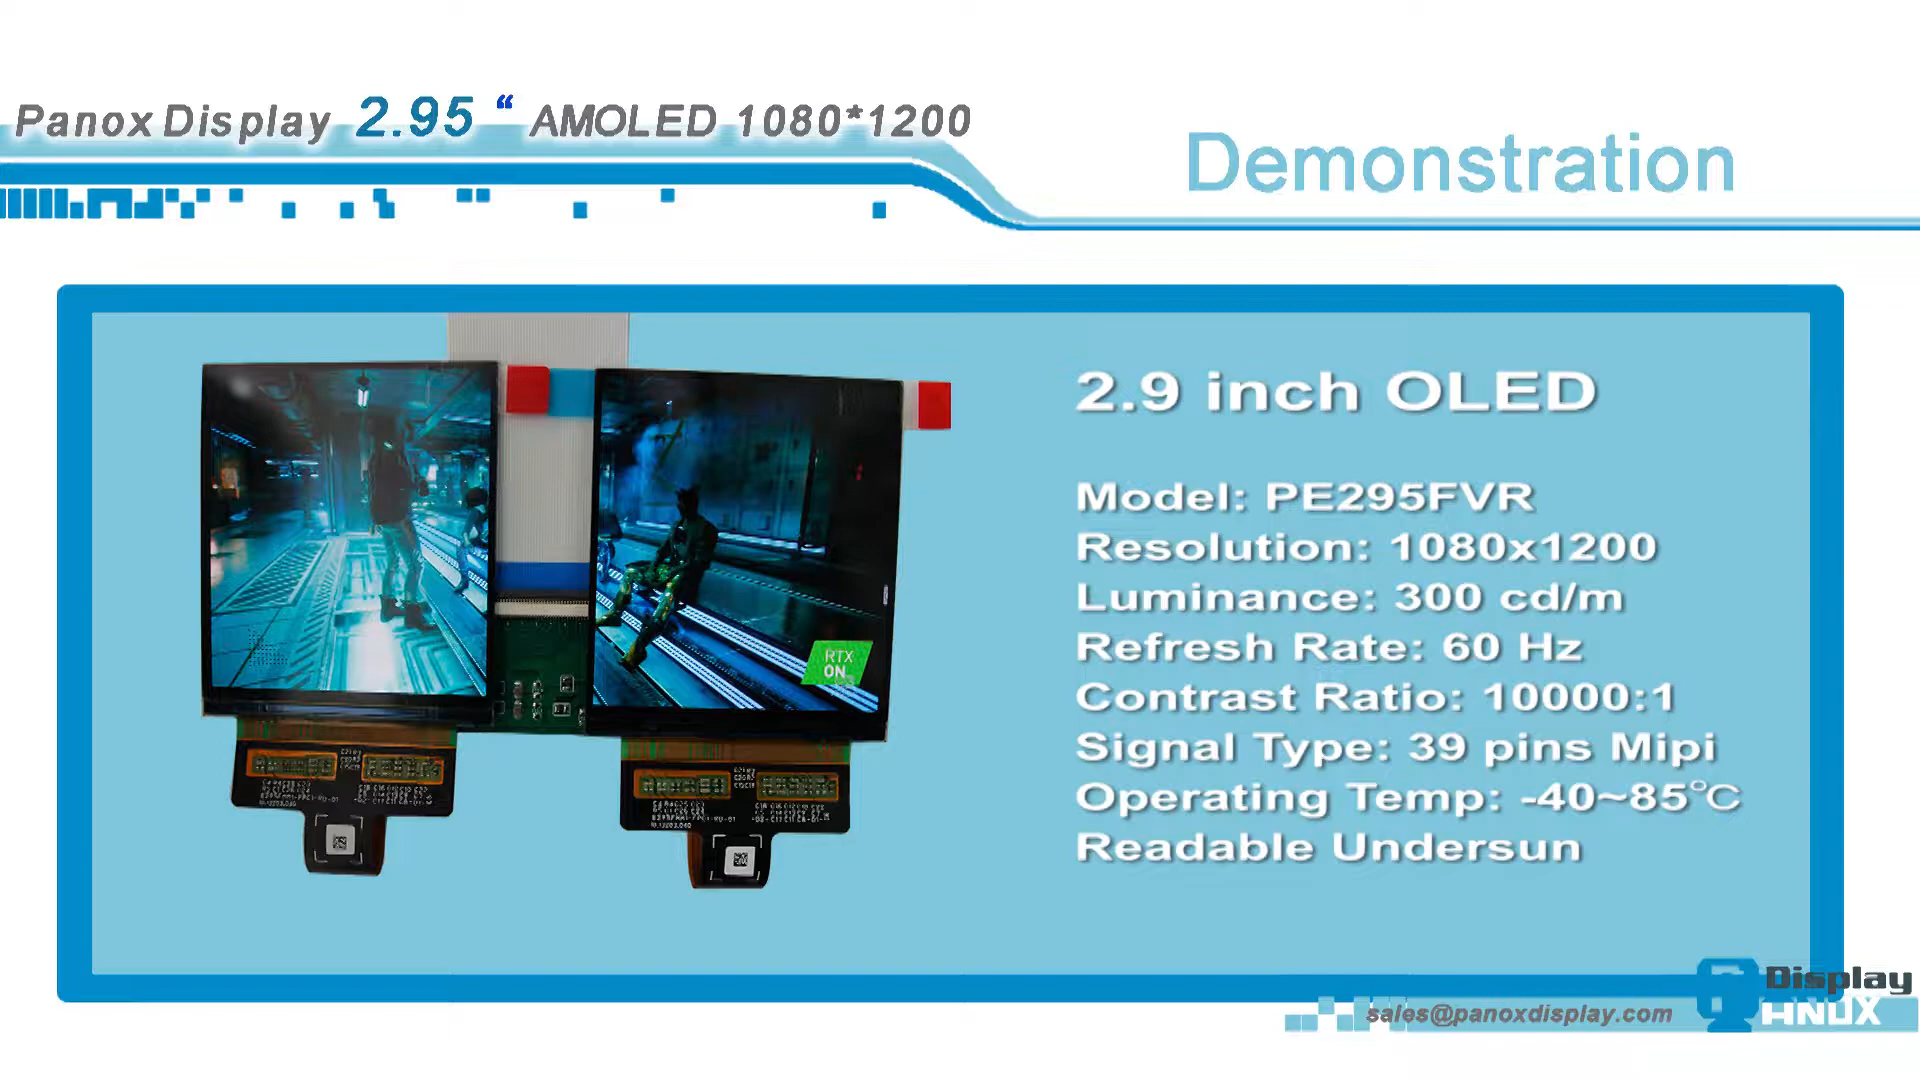 Panox Display 2.95 “ AMOLED 1080*1200
Demonstration
2.9 inch OLED
Model: PE295FVR
Resolution: 1080x1200
Luminance: 300 cd/m
Refresh Rate: 60 Hz
Contrast Ratio: 10000:1
Signal Type: 39 pins Mipi
Operating Temp: -40~85℃
Readable Undersun
RTX
ON
sales@panoxdisplay.com
Display